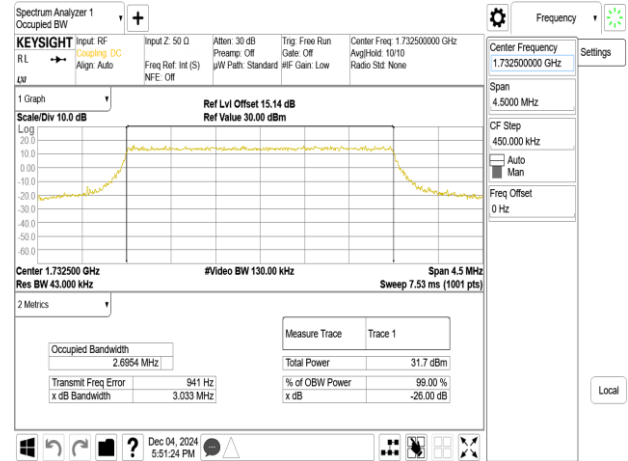 Spectrum Analyzer 1
Occupied BW
Frequency
KEYSIGHT
RL
LXI
Input: RF
Coupling: DC
Align: Auto
Input Z: 50 Ω
Freq Ref: Int (S)
NFE: Off
Atten: 30 dB
Preamp: Off
µW Path: Standard
Trig: Free Run
Gate: Off
#IF Gain: Low
Center Freq: 1.732500000 GHz
Avg|Hold: 10/10
Radio Std: None
Center Frequency
1.732500000 GHz
Settings
Span
4.5000 MHz
CF Step
450.000 kHz
Auto
Man
Freq Offset
0 Hz
Local
1 Graph
Scale/Div 10.0 dB
Ref Lvl Offset 15.14 dB
Ref Value 30.00 dBm
Log
20.0
10.0
0.00
-10.0
-20.0
-30.0
-40.0
-50.0
-60.0
Center 1.732500 GHz
Res BW 43.000 kHz
#Video BW 130.00 kHz
Span 4.5 MHz
Sweep 7.53 ms (1001 pts)
2 Metrics
Measure Trace Trace 1
Occupied Bandwidth
2.6954 MHz
Total Power 31.7 dBm
Transmit Freq Error 941 Hz
% of OBW Power 99.00 %
x dB Bandwidth 3.033 MHz
x dB -26.00 dB
?
Dec 04, 2024
5:51:24 PM